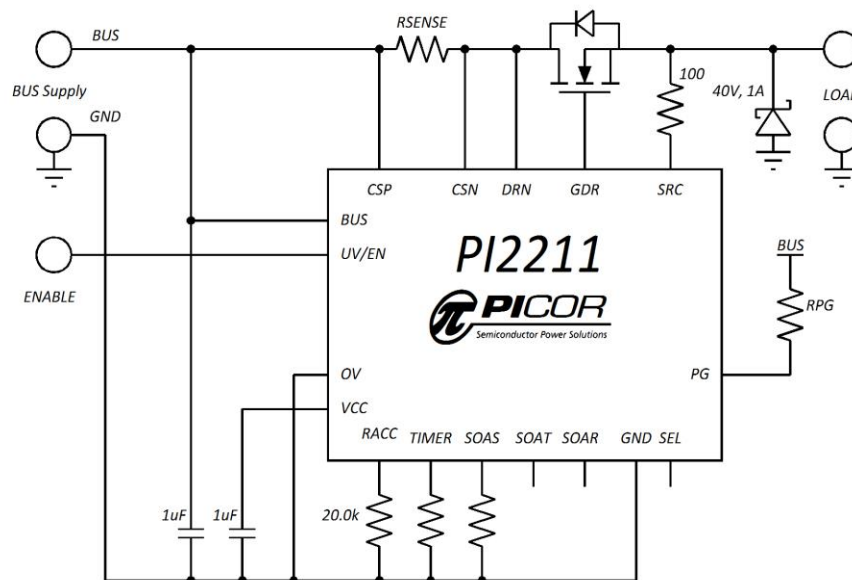 BUS
RSENSE
BUS Supply
GND
100
40V, 1A
CSP
CSN
DRN
GDR
SRC
BUS
UV/EN
ENABLE
PI2211
PICOR
Semiconductor Power Solutions
BUS
RPG
OV
VCC
PG
RACC
TIMER
SOAS
SOAT
SOAR
GND
SEL
1uF
1uF
20.0k